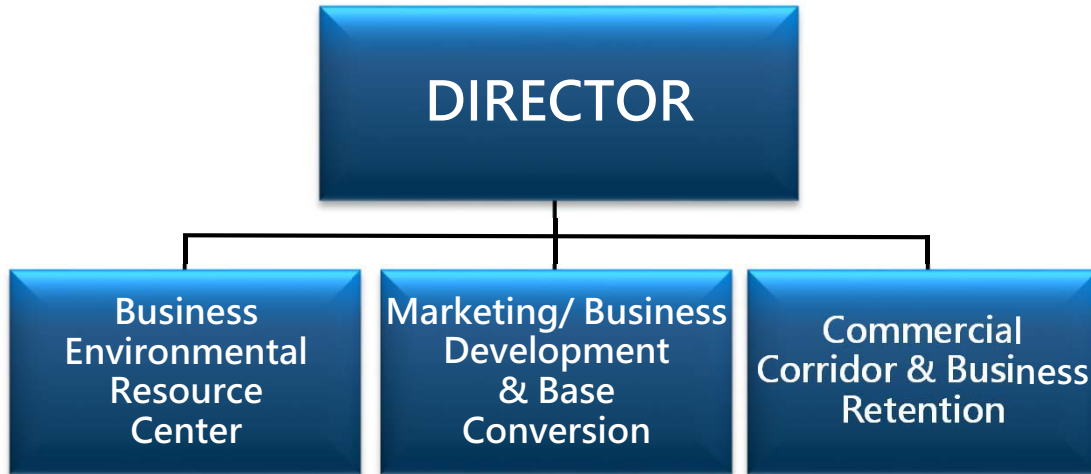 DIRECTOR
Business
Environmental
Resource
Center
Marketing/ Business
Development
& Base
Conversion
Commercial
Corridor & Business
Retention